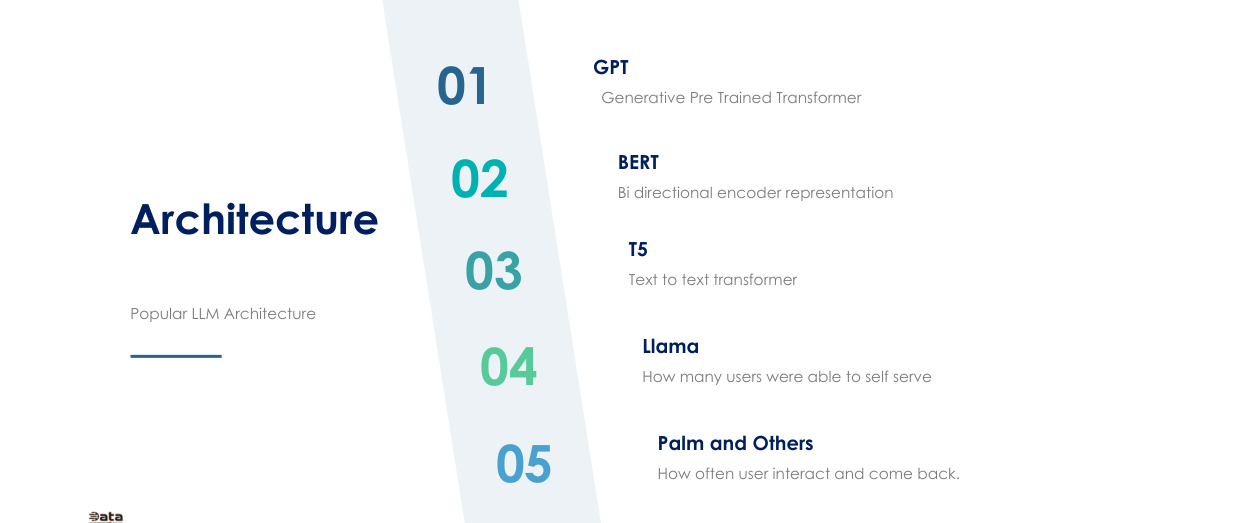 Architecture
Popular LLM Architecture
01
GPT
Generative Pre Trained Transformer
02
BERT
Bi directional encoder representation
03
T5
Text to text transformer
04
Llama
How many users were able to self serve
05
Palm and Others
How often user interact and come back.
Data